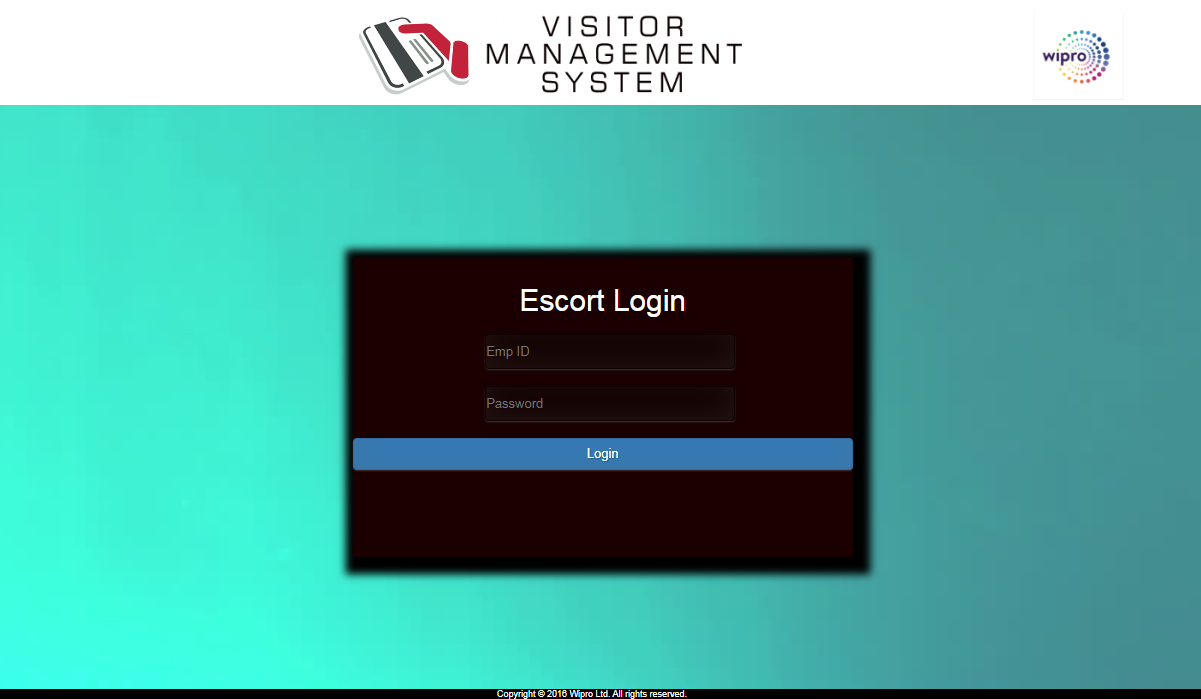 VISITOR
MANAGEMENT
SYSTEM
wipro
Escort Login
Emp ID
Password
Login
Copyright © 2016 Wipro Ltd. All rights reserved.